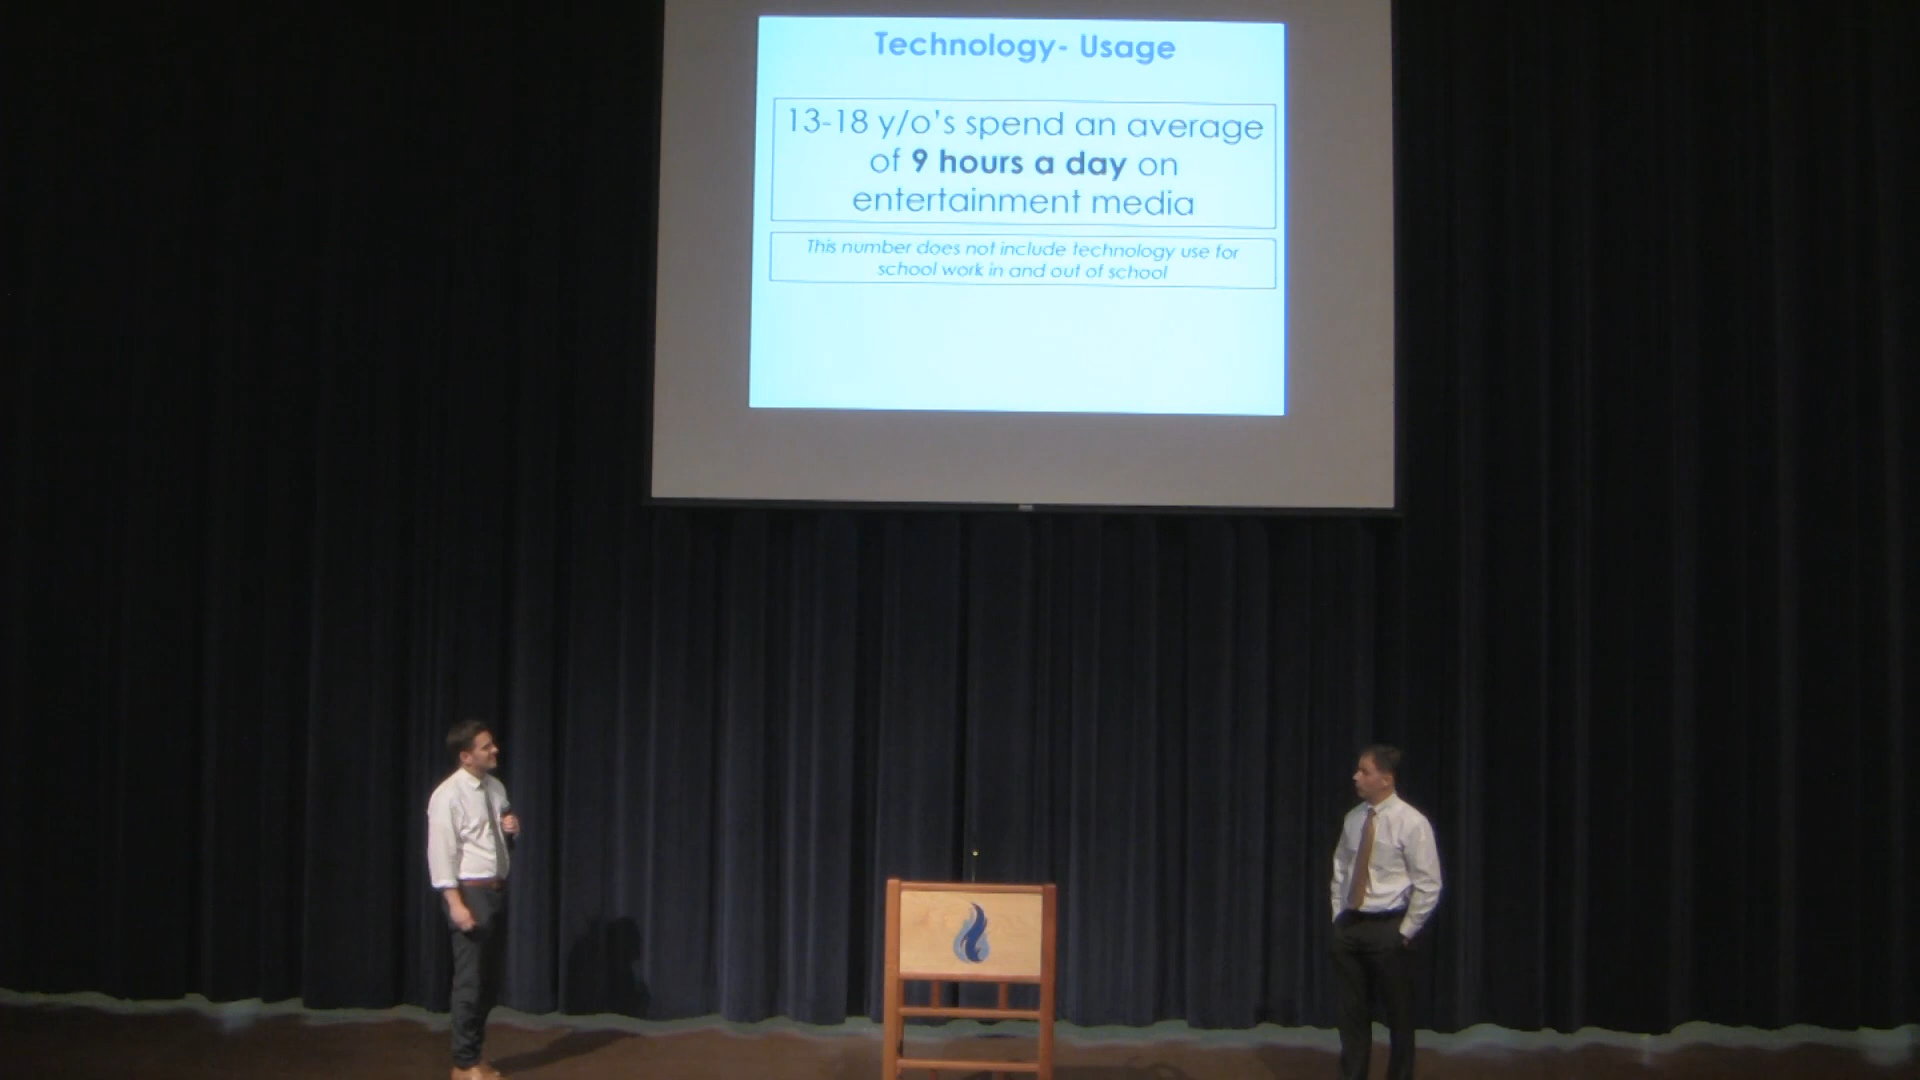 Technology- Usage
13-18 y/o's spend an average
of 9 hours a day on
entertainment media
This number does not include technology use for
school work in and out of school